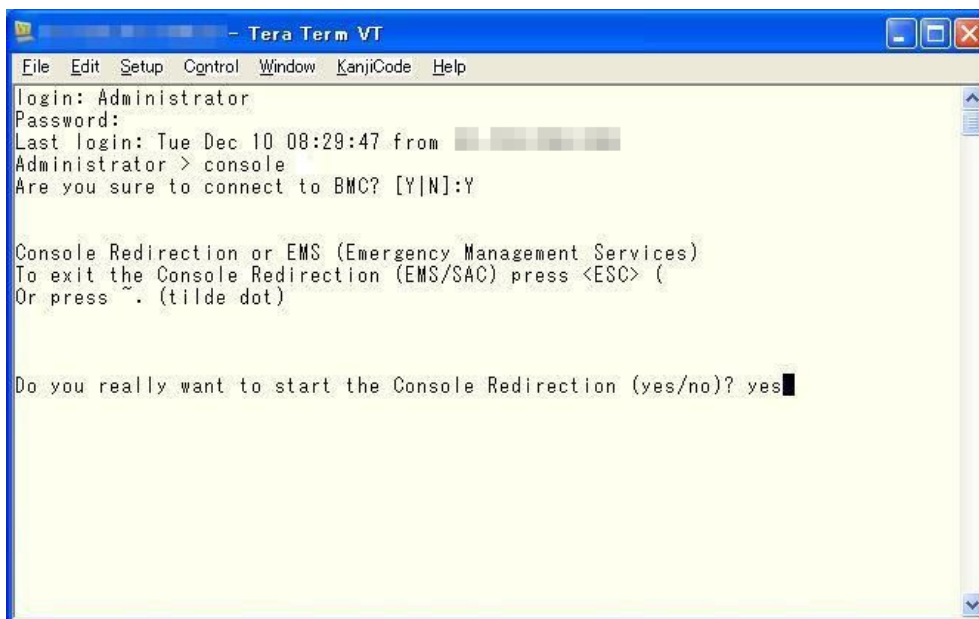 - Tera Term VT
File Edit Setup Control Window KanjiCode Help
login: Administrator
Password:
Last login: Tue Dec 10 08:29:47 from
Administrator > console
Are you sure to connect to BMC? [Y|N]:Y
Console Redirection or EMS (Emergency Management Services)
To exit the Console Redirection (EMS/SAC) press <ESC> (
Or press ~. (tilde dot)
Do you really want to start the Console Redirection (yes/no)? yes